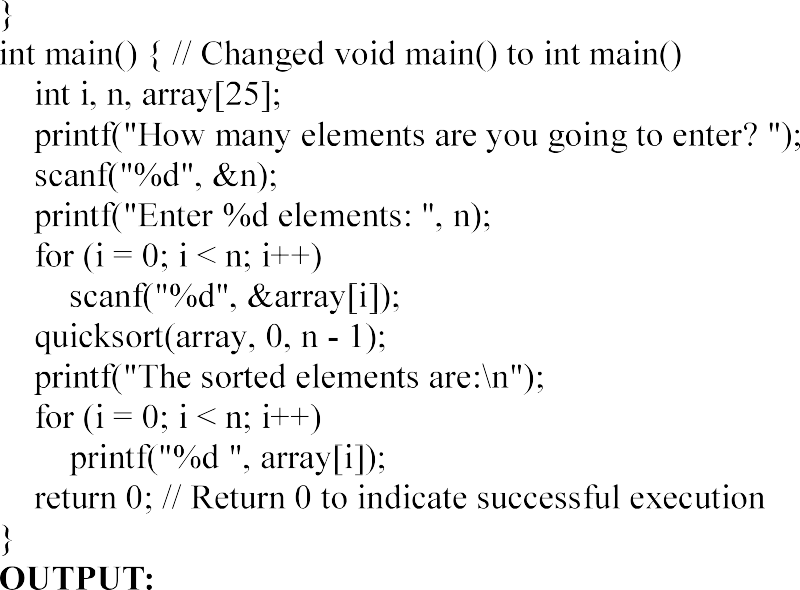 }
int main() { // Changed void main() to int main()
int i, n, array[25];
printf("How many elements are you going to enter? ");
scanf("%d", &n);
printf("Enter %d elements: ", n);
for (i = 0; i < n; i++)
scanf("%d", &array[i]);
quicksort(array, 0, n - 1);
printf("The sorted elements are:\n");
for (i = 0; i < n; i++)
printf("%d ", array[i]);
return 0; // Return 0 to indicate successful execution
}
OUTPUT: